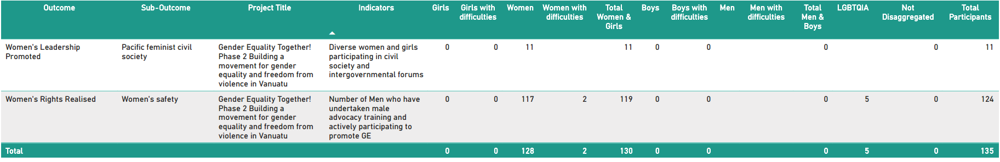 Outcome Sub-Outcome Project Title Indicators Girls Girls with difficulties Women Women with difficulties Total Women & Girls Boys Boys with difficulties Men Men with difficulties Total Men & Boys LGBTQIA Not Disaggregated Total Participants
Women's Leadership Promoted
Pacific feminist civil society
Gender Equality Together!
Phase 2 Building a
movement for gender
equality and freedom from
violence in Vanuatu
Diverse women and girls
participating in civil
society and
intergovernmental forums
0 0 11 11 0 0 0 0 11
Women's Rights Realised
Women's safety
Gender Equality Together!
Phase 2 Building a
movement for gender
equality and freedom from
violence in Vanuatu
Number of Men who have
undertaken male
advocacy training and
actively participating to
promote GE
0 0 117 2 119 0 0 0 5 0 124
Total 0 0 128 2 130 0 0 0 5 0 135